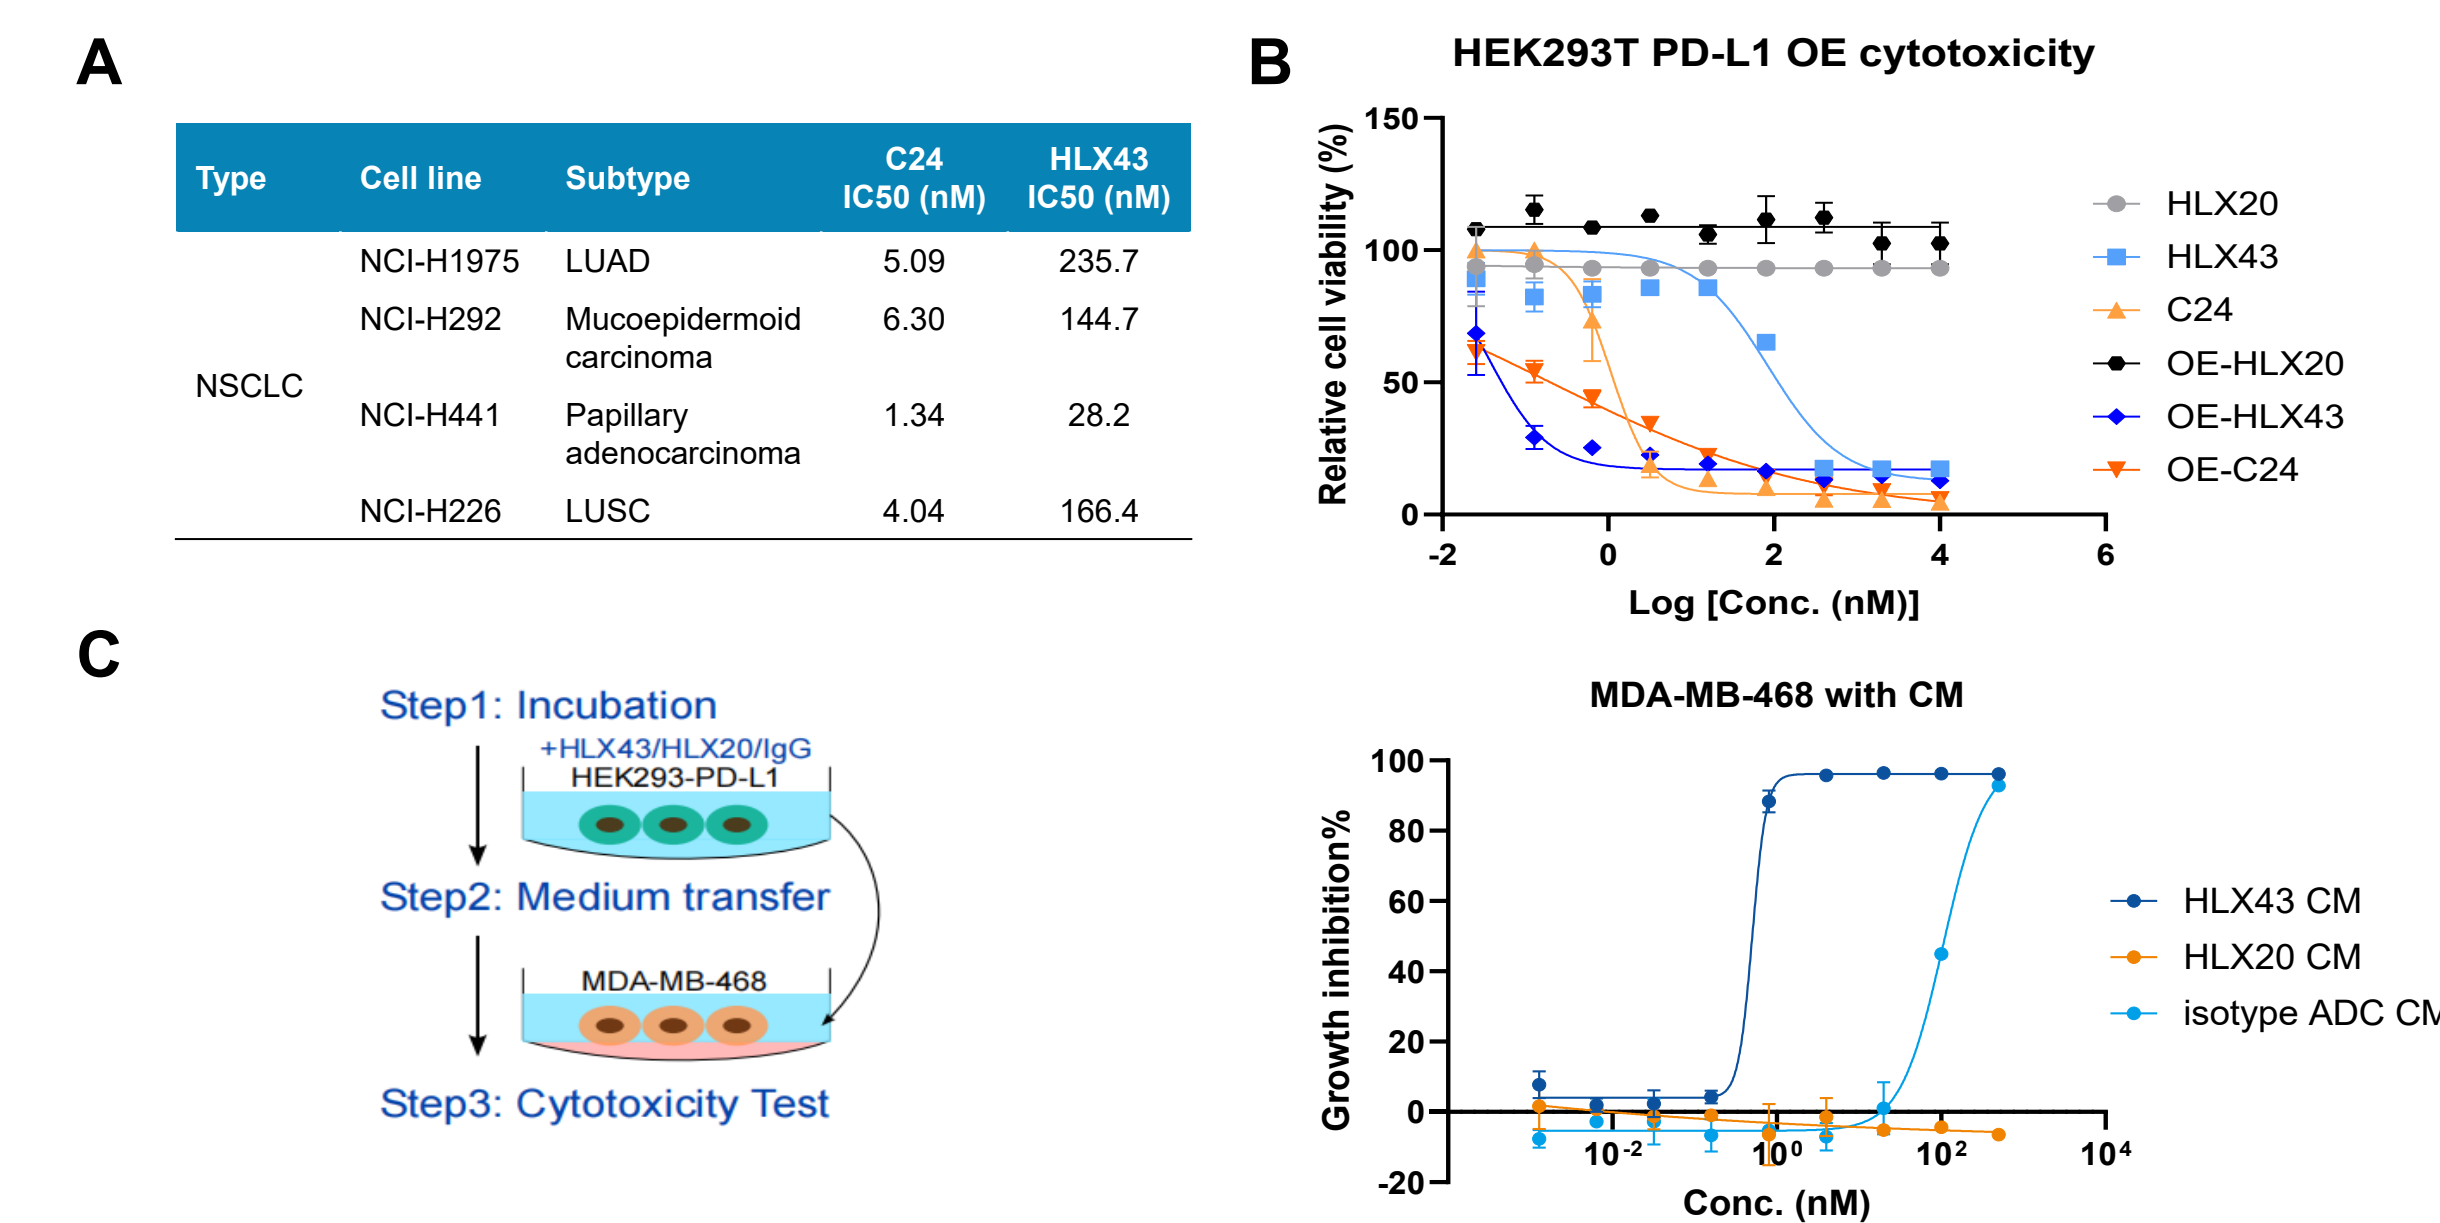 A
Type Cell line Subtype C24 IC50 (nM) HLX43 IC50 (nM)
NCI-H1975 LUAD 5.09 235.7
NCI-H292 Mucoepidermoid carcinoma 6.30 144.7
NSCLC
NCI-H441 Papillary adenocarcinoma 1.34 28.2
NCI-H226 LUSC 4.04 166.4
B
HEK293T PD-L1 OE cytotoxicity
Relative cell viability (%)
150
100
50
0
-2 0 2 4 6
Log [Conc. (nM)]
HLX20
HLX43
C24
OE-HLX20
OE-HLX43
OE-C24
C
Step1: Incubation
+HLX43/HLX20/IgG
HEK293-PD-L1
Step2: Medium transfer
MDA-MB-468
Step3: Cytotoxicity Test
MDA-MB-468 with CM
Growth inhibition%
100
80
60
40
20
0
-20
10-2 100 102 104
Conc. (nM)
HLX43 CM
HLX20 CM
isotype ADC CM